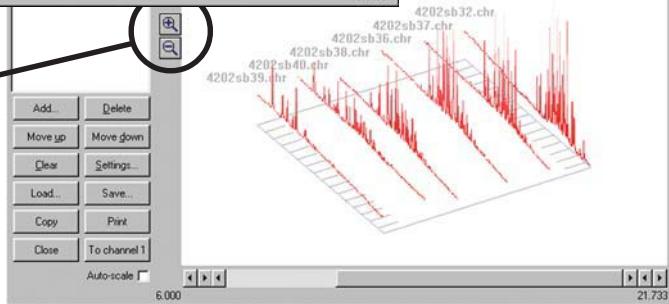 4202sb32.chr
4202sb37.chr
4202sb36.chr
4202sb38.chr
4202sb40.chr
4202sb39.chr
Add... Delete
Move up Move down
Clear Settings...
Load... Save...
Copy Print
Close To channel 1
Auto-scale
6.000 21.733